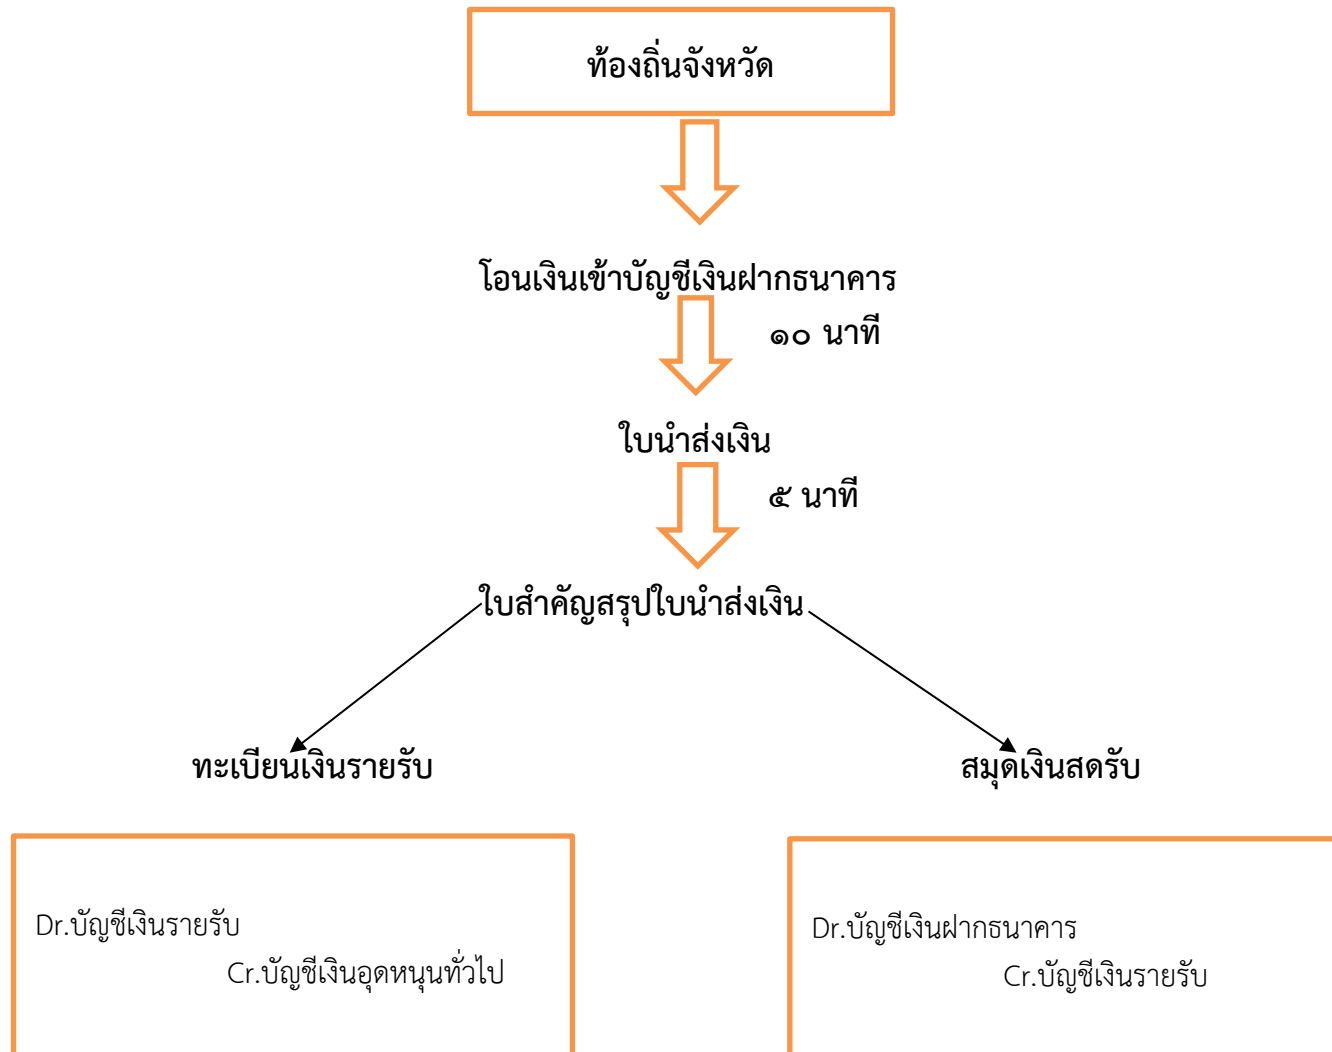 ท้องถิ่นจังหวัด
โอนเงินเข้าบัญชีเงินฝากธนาคาร
๑๐ นาที
ใบนำส่งเงิน
๕ นาที
ใบสำคัญสรุปใบนำส่งเงิน
ทะเบียนเงินรายรับ
สมุดเงินสดรับ
Dr.บัญชีเงินรายรับ
Cr.บัญชีเงินอุดหนุนทั่วไป
Dr.บัญชีเงินฝากธนาคาร
Cr.บัญชีเงินรายรับ